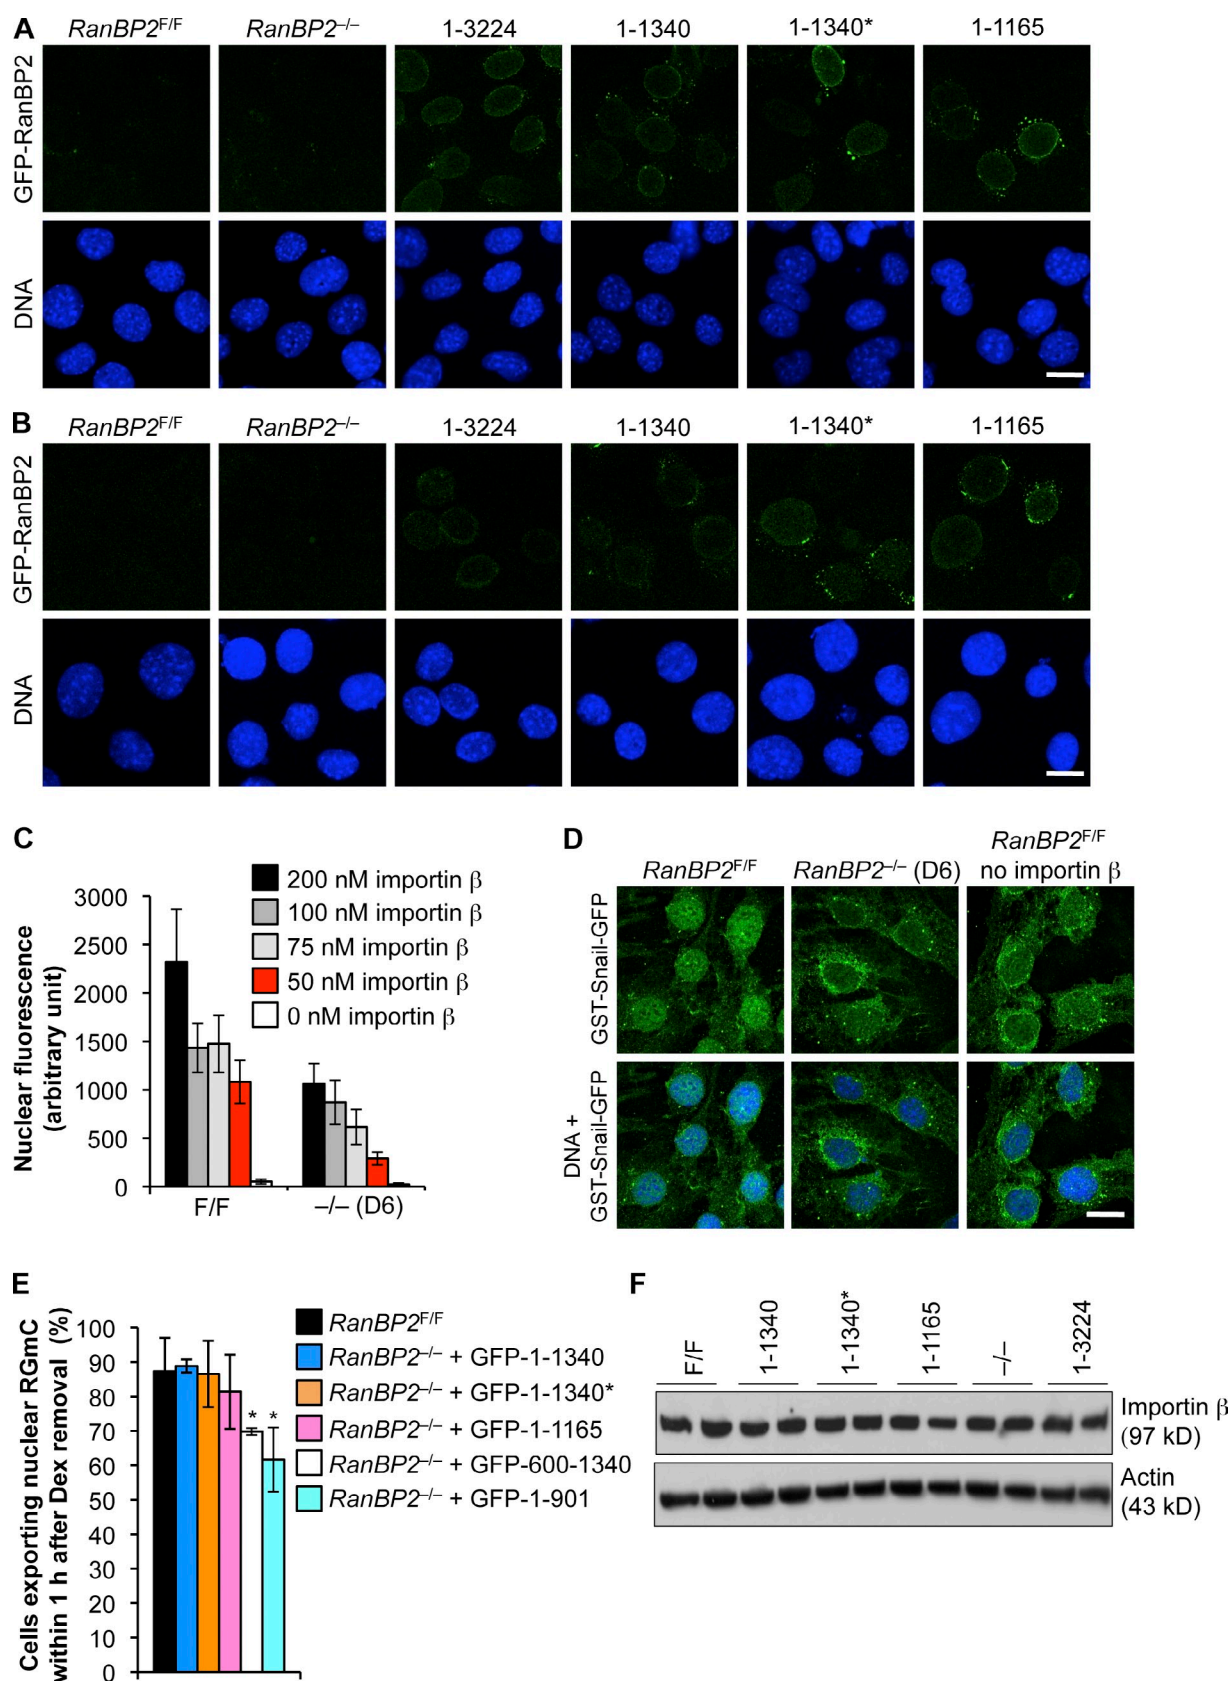 A
RanBP2F/F RanBP2–/– 1-3224 1-1340 1-1340* 1-1165
GFP-RanBP2
DNA
B
RanBP2F/F RanBP2–/– 1-3224 1-1340 1-1340* 1-1165
GFP-RanBP2
DNA
C
Nuclear fluorescence
(arbitrary unit)
3000
2500
2000
1500
1000
500
0
200 nM importin β
100 nM importin β
75 nM importin β
50 nM importin β
0 nM importin β
F/F –/– (D6)
D
RanBP2F/F RanBP2–/– (D6) RanBP2F/F
no importin β
GST-Snail-GFP
DNA +
GST-Snail-GFP
E
Cells exporting nuclear RGmC
within 1 h after Dex removal (%)
100
90
80
70
60
50
40
30
20
10
0
* *
RanBP2F/F
RanBP2–/– + GFP-1-1340
RanBP2–/– + GFP-1-1340*
RanBP2–/– + GFP-1-1165
RanBP2–/– + GFP-600-1340
RanBP2–/– + GFP-1-901
F
F/F 1-1340 1-1340* 1-1165 –/– 1-3224
Importin β
(97 kD)
Actin
(43 kD)